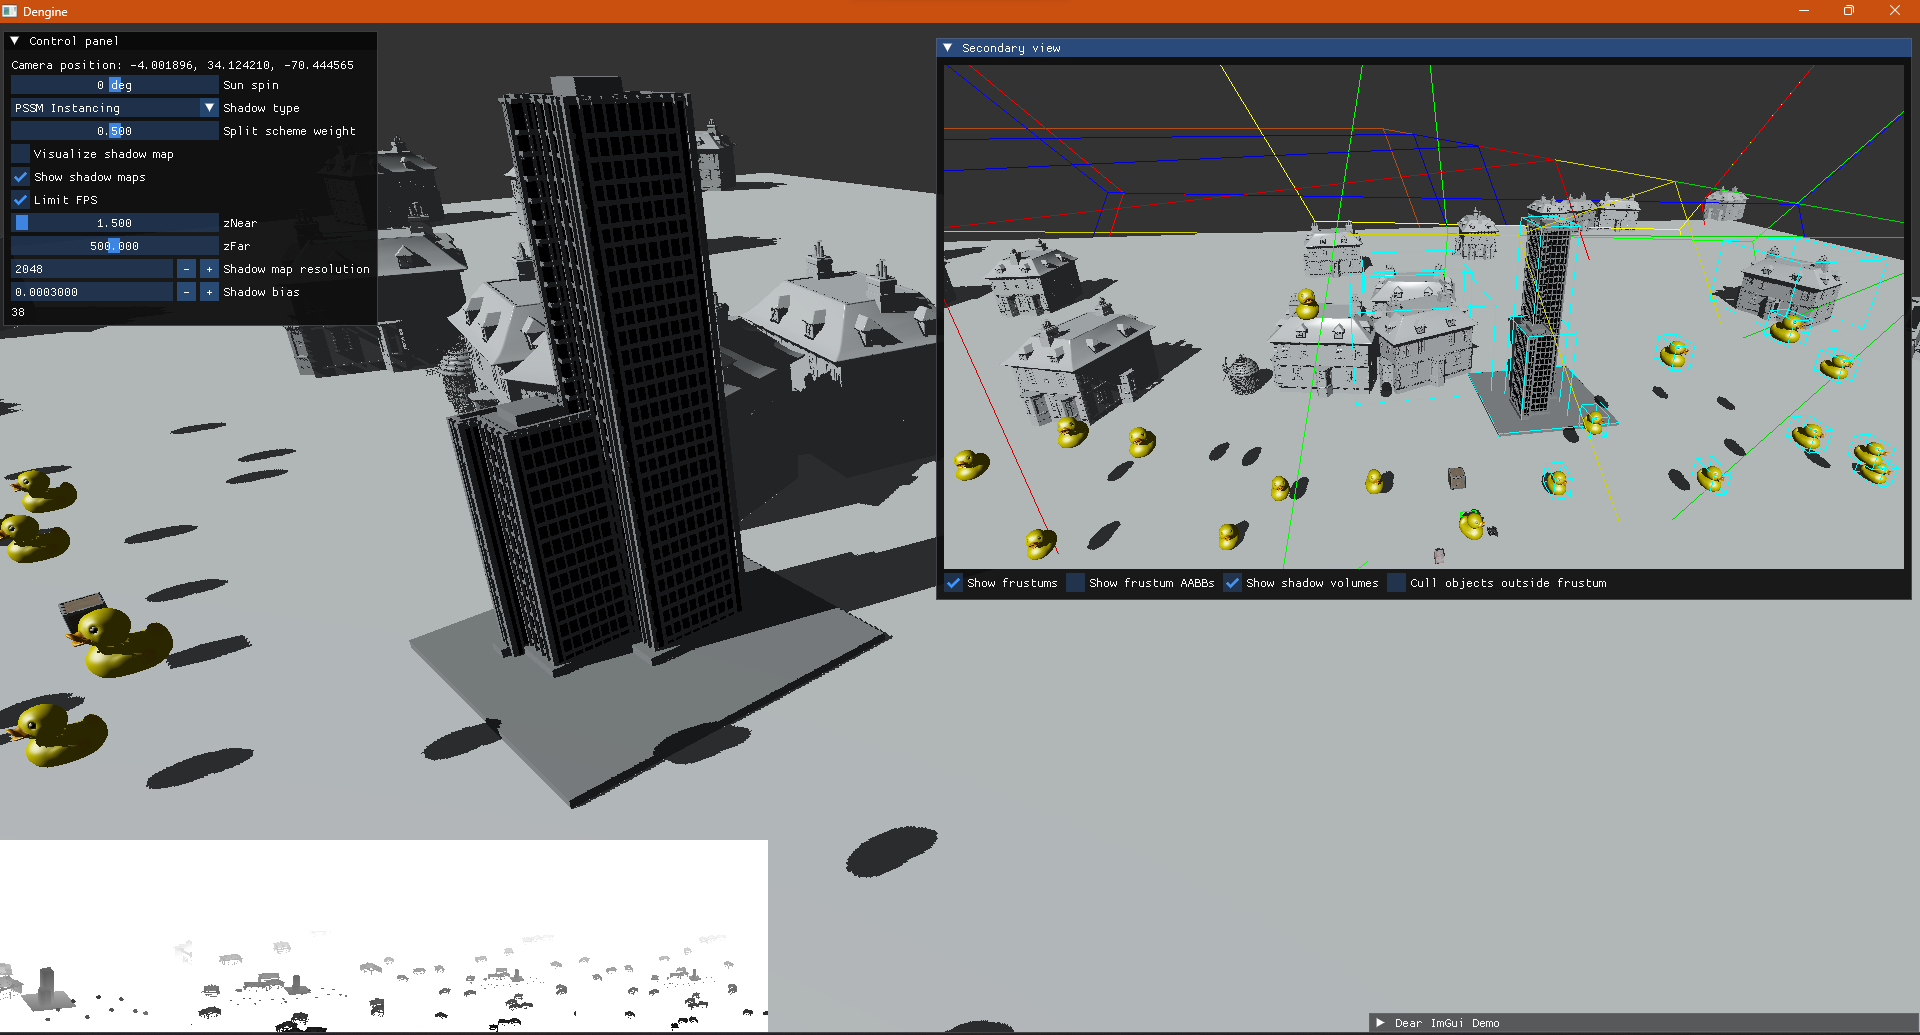 Dengine
Control panel
Camera position: -4.001896, 34.124210, -70.444565
0 deg Sun spin
PSSM Instancing Shadow type
0.500 Split scheme weight
Visualize shadow map
Show shadow maps
Limit FPS
1.500 zNear
500.000 zFar
2048 - + Shadow map resolution
0.0003000 - + Shadow bias
38
Secondary view
Show frustums Show frustum AABBs Show shadow volumes Cull objects outside frustum
Dear ImGui Demo